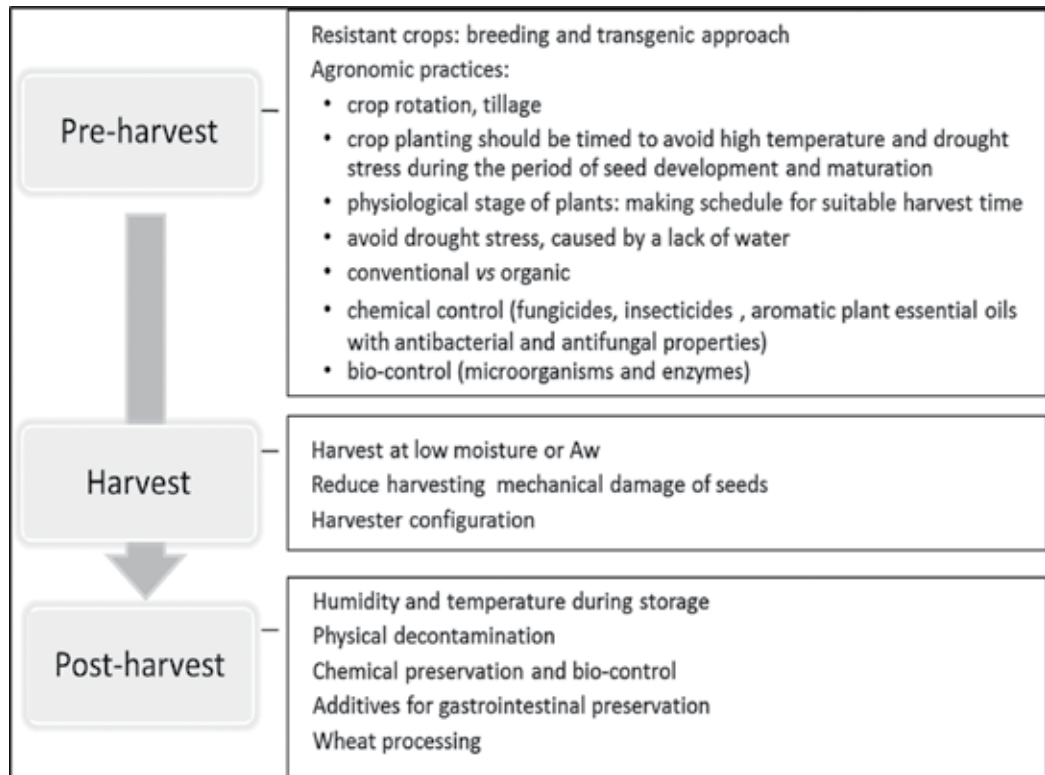 Pre-harvest
Resistant crops: breeding and transgenic approach
Agronomic practices:
• crop rotation, tillage
• crop planting should be timed to avoid high temperature and drought
stress during the period of seed development and maturation
• physiological stage of plants: making schedule for suitable harvest time
• avoid drought stress, caused by a lack of water
• conventional vs organic
• chemical control (fungicides, insecticides , aromatic plant essential oils
with antibacterial and antifungal properties)
• bio-control (microorganisms and enzymes)
Harvest
Harvest at low moisture or Aw
Reduce harvesting mechanical damage of seeds
Harvester configuration
Post-harvest
Humidity and temperature during storage
Physical decontamination
Chemical preservation and bio-control
Additives for gastrointestinal preservation
Wheat processing